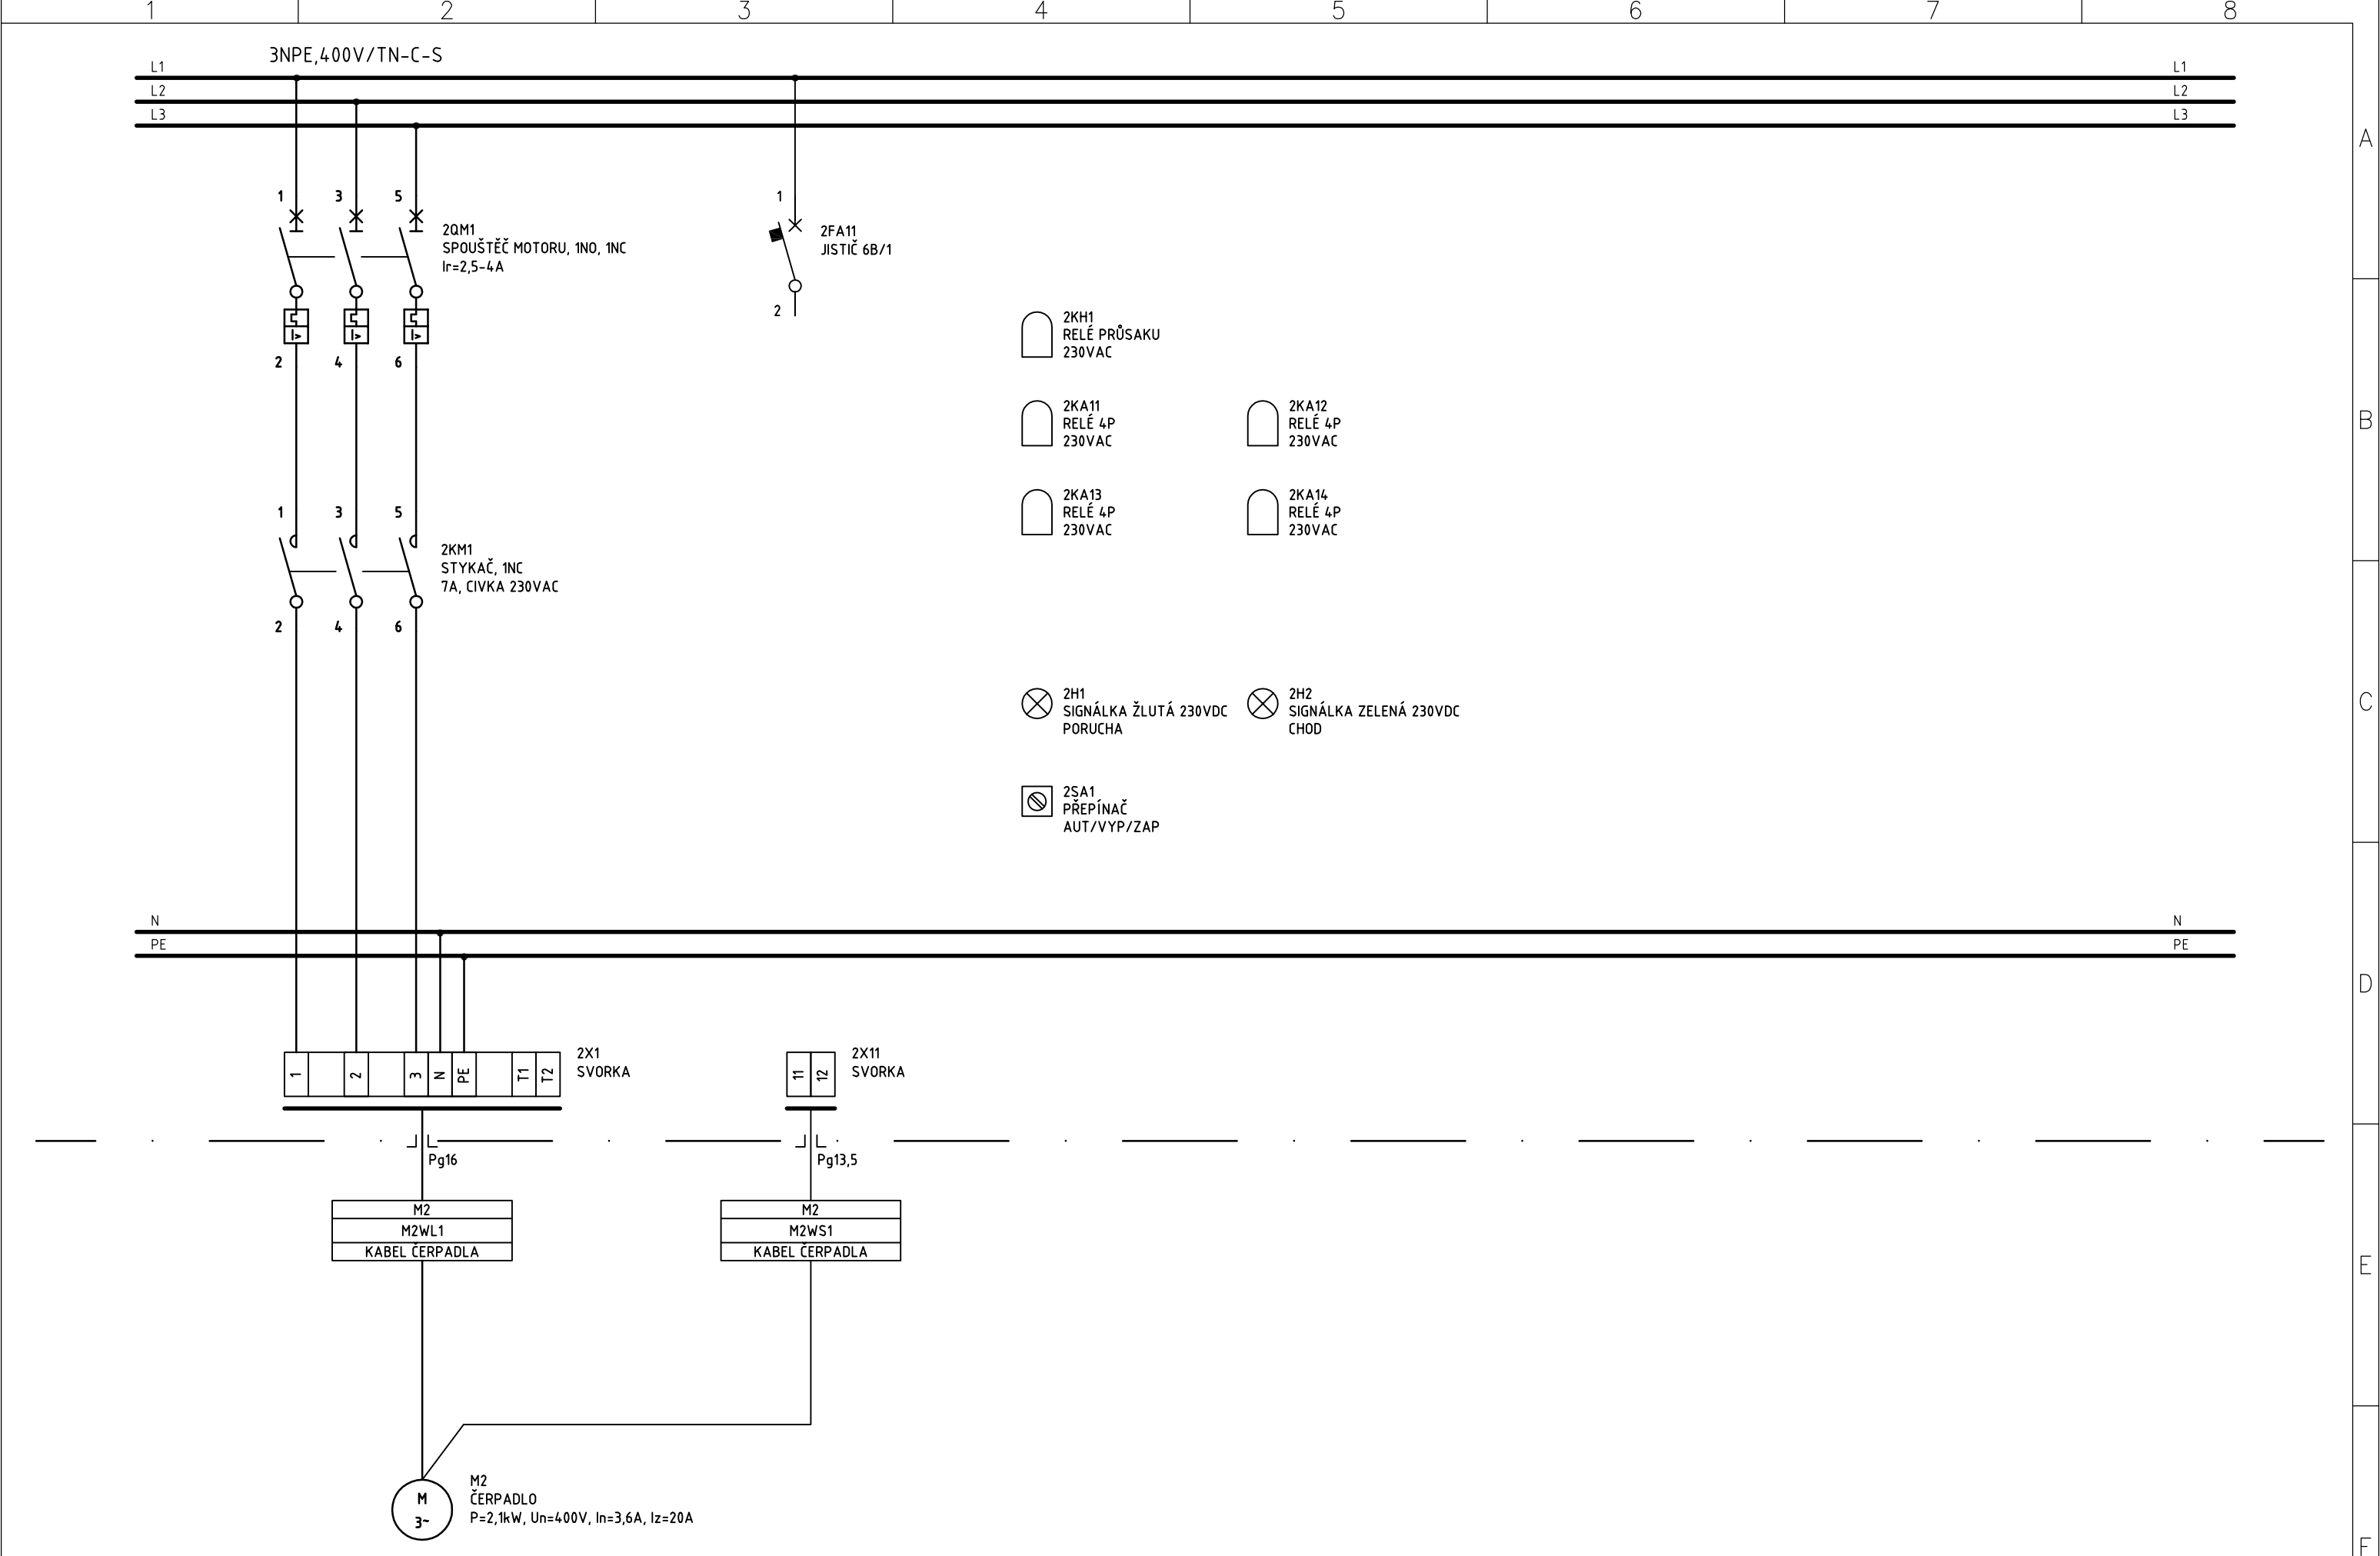 1 2 3 4 5 6 7 8
3NPE,400V/TN-C-S
L1 L1
L2 L2
L3 L3
A
1 3 5
2QM1
SPOUŠTĚČ MOTORU, 1NO, 1NC
Ir=2,5-4A
I> I> I>
2 4 6
1
2FA11
JISTIČ 6B/1
2
2KH1
RELÉ PRŮSAKU
230VAC
B
2KA11
RELÉ 4P
230VAC
2KA12
RELÉ 4P
230VAC
2KA13
RELÉ 4P
230VAC
2KA14
RELÉ 4P
230VAC
1 3 5
2KM1
STYKAČ, 1NC
7A, CIVKA 230VAC
2 4 6
C
2H1
SIGNÁLKA ŽLUTÁ 230VDC
PORUCHA
2H2
SIGNÁLKA ZELENÁ 230VDC
CHOD
2SA1
PŘEPÍNAČ
AUT/VYP/ZAP
N N
PE PE
D
1 2 3 N PE T1 T2
2X1
SVORKA
11 12
2X11
SVORKA
Pg16
Pg13,5
M2
M2WL1
KABEL ČERPADLA
M2
M2WS1
KABEL ČERPADLA
E
M
3~
M2
ČERPADLO
P=2,1kW, Un=400V, In=3,6A, Iz=20A
F